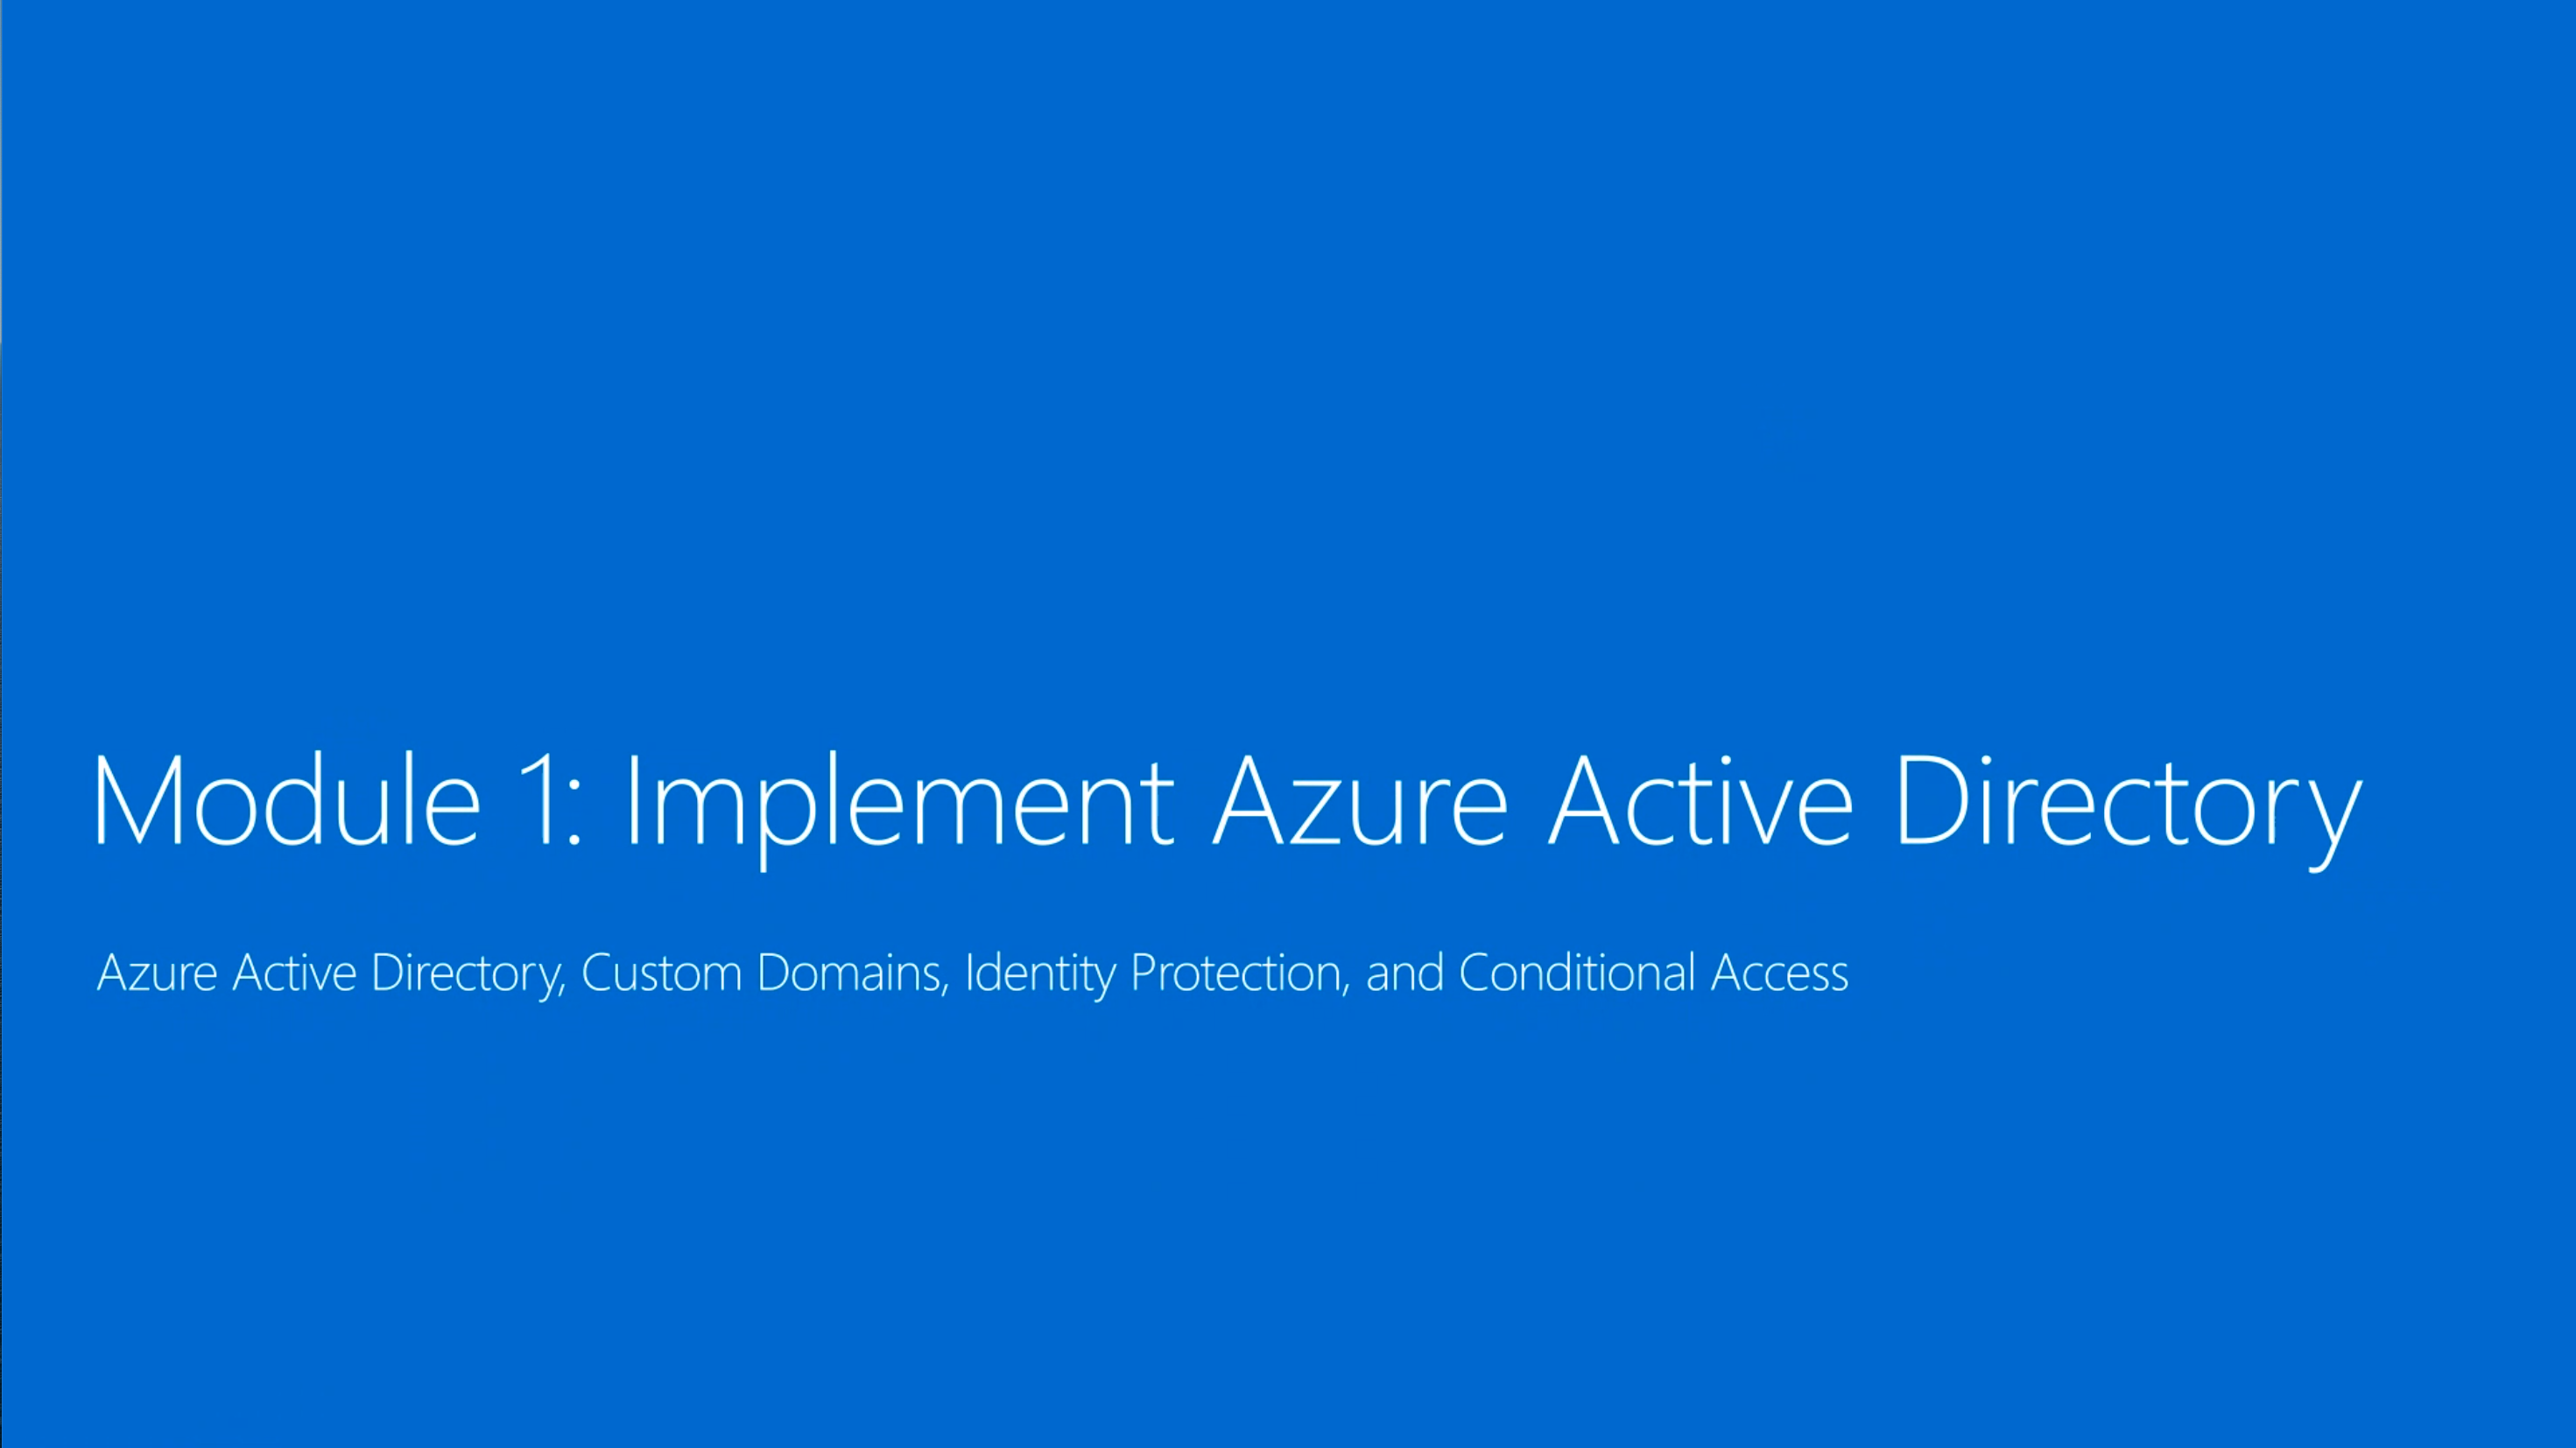 Module 1: Implement Azure Active Directory
Azure Active Directory, Custom Domains, Identity Protection, and Conditional Access